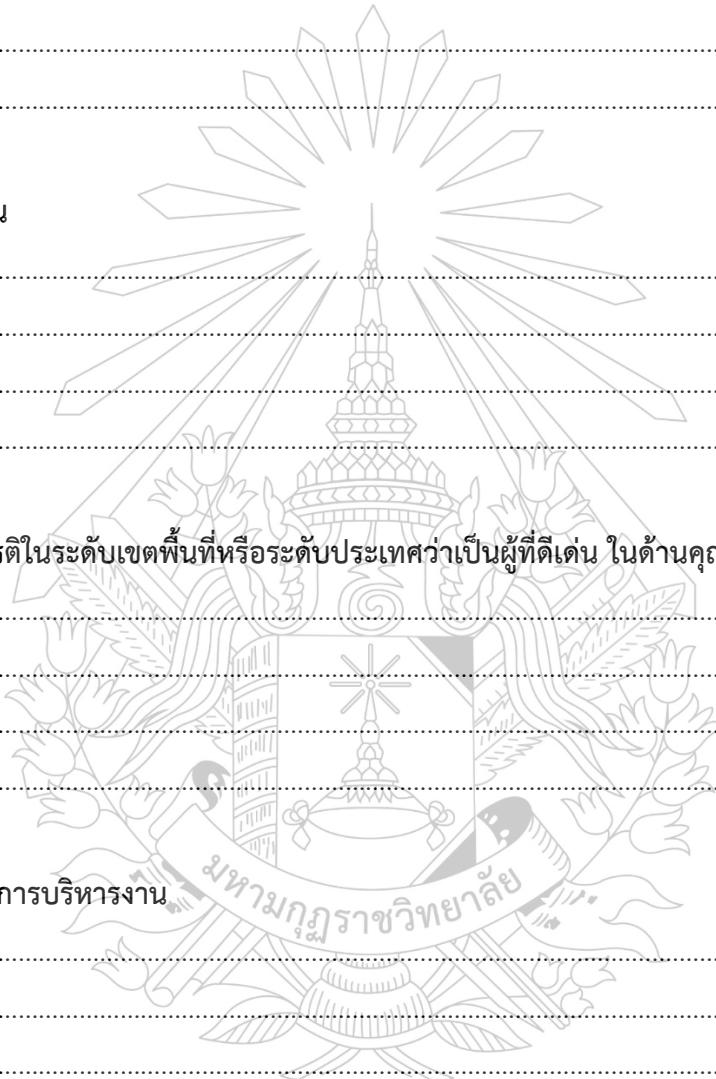 น
รติในระดับเขตพื้นที่หรือระดับประเทศว่าเป็นผู้ที่ดีเด่น ในด้านคุณ
การบริหารงาน
มหามกุฏราชวิทยาลัย